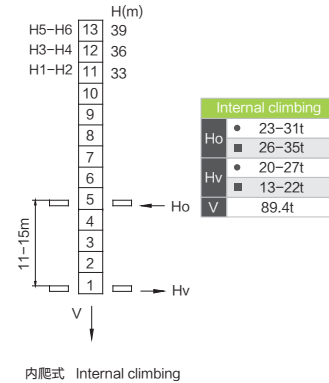 H(m)
H5-H6 13 39
H3-H4 12 36
H1-H2 11 33
10
9
8
7
6
5 Ho
4
3
2
1 Hv
11-15m
V
Internal climbing
Ho ● 23-31t
■ 26-35t
Hv ● 20-27t
■ 13-22t
V 89.4t
内爬式 Internal climbing